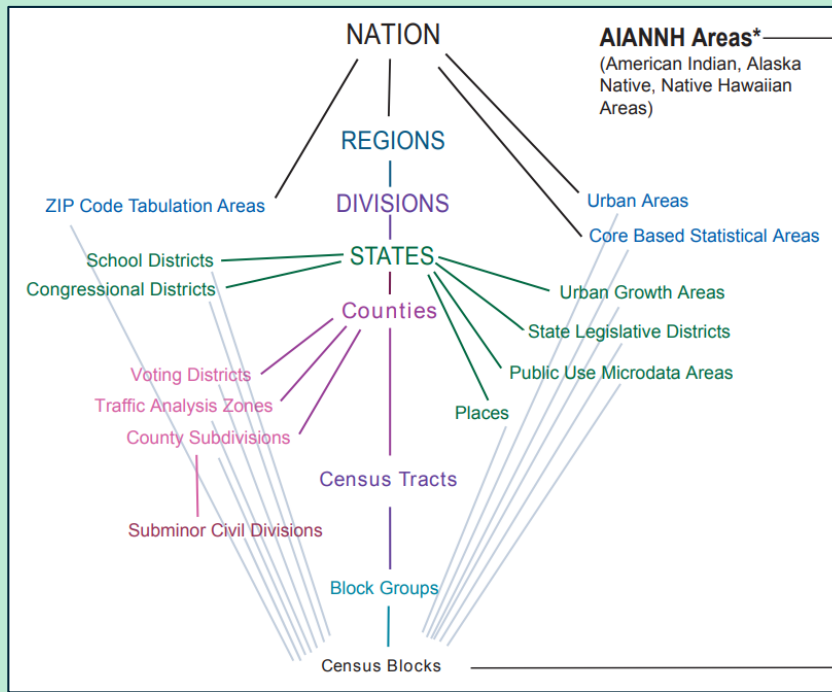 NATION
AIANNH Areas*
(American Indian, Alaska
Native, Native Hawaiian
Areas)
REGIONS
ZIP Code Tabulation Areas
DIVISIONS
Urban Areas
Core Based Statistical Areas
School Districts
STATES
Congressional Districts
Urban Growth Areas
Counties
State Legislative Districts
Voting Districts
Public Use Microdata Areas
Traffic Analysis Zones
Places
County Subdivisions
Census Tracts
Subminor Civil Divisions
Block Groups
Census Blocks